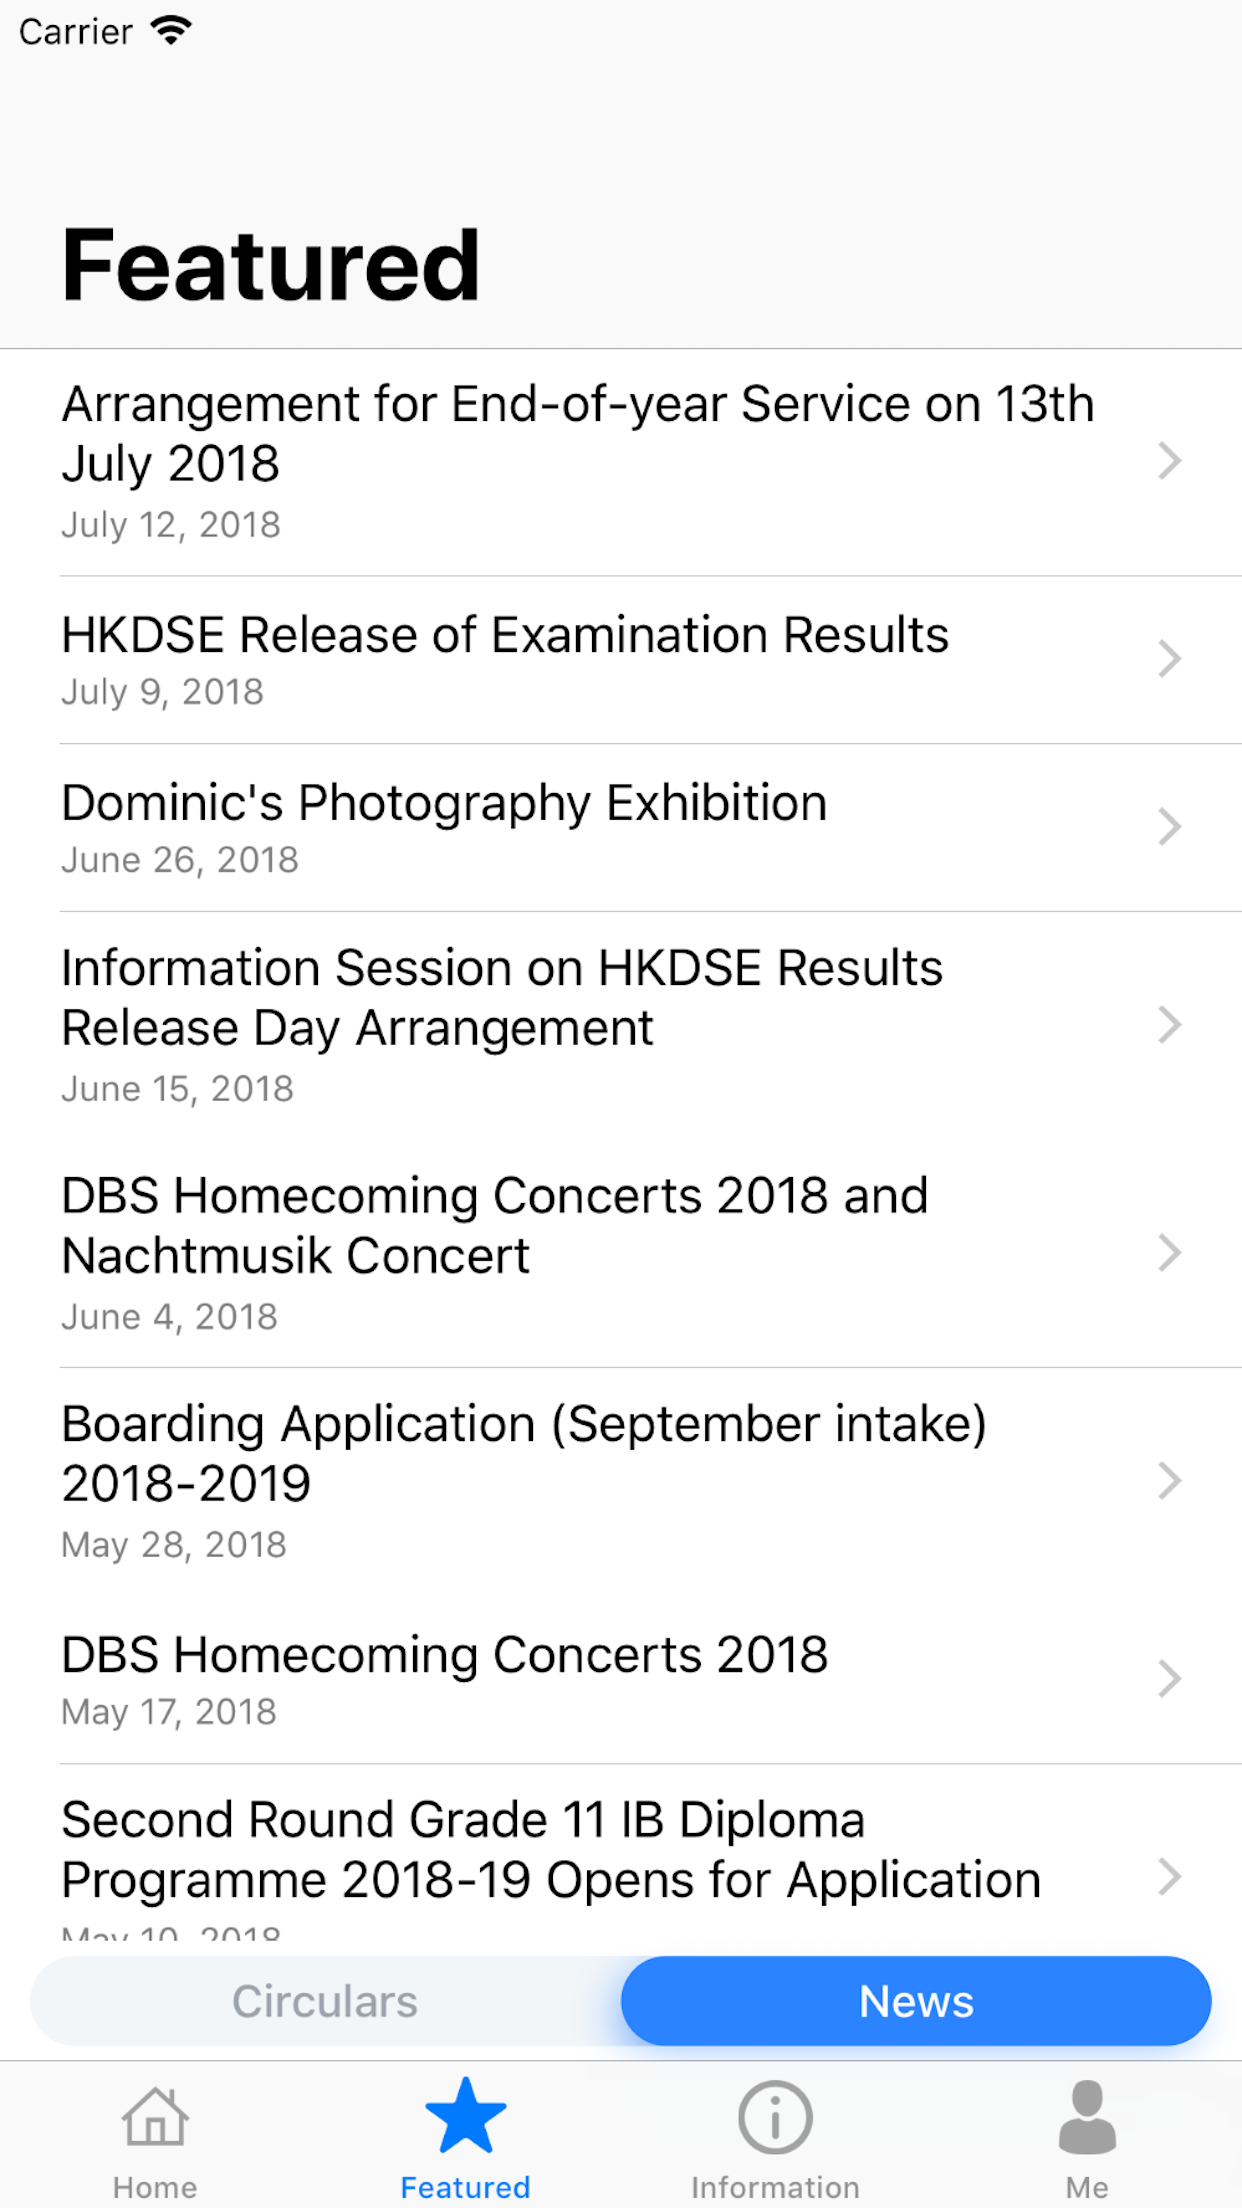 Carrier
Featured
Arrangement for End-of-year Service on 13th
July 2018
July 12, 2018
HKDSE Release of Examination Results
July 9, 2018
Dominic's Photography Exhibition
June 26, 2018
Information Session on HKDSE Results
Release Day Arrangement
June 15, 2018
DBS Homecoming Concerts 2018 and
Nachtmusik Concert
June 4, 2018
Boarding Application (September intake)
2018-2019
May 28, 2018
DBS Homecoming Concerts 2018
May 17, 2018
Second Round Grade 11 IB Diploma
Programme 2018-19 Opens for Application
May 10, 2018
Circulars
News
Home
Featured
Information
Me